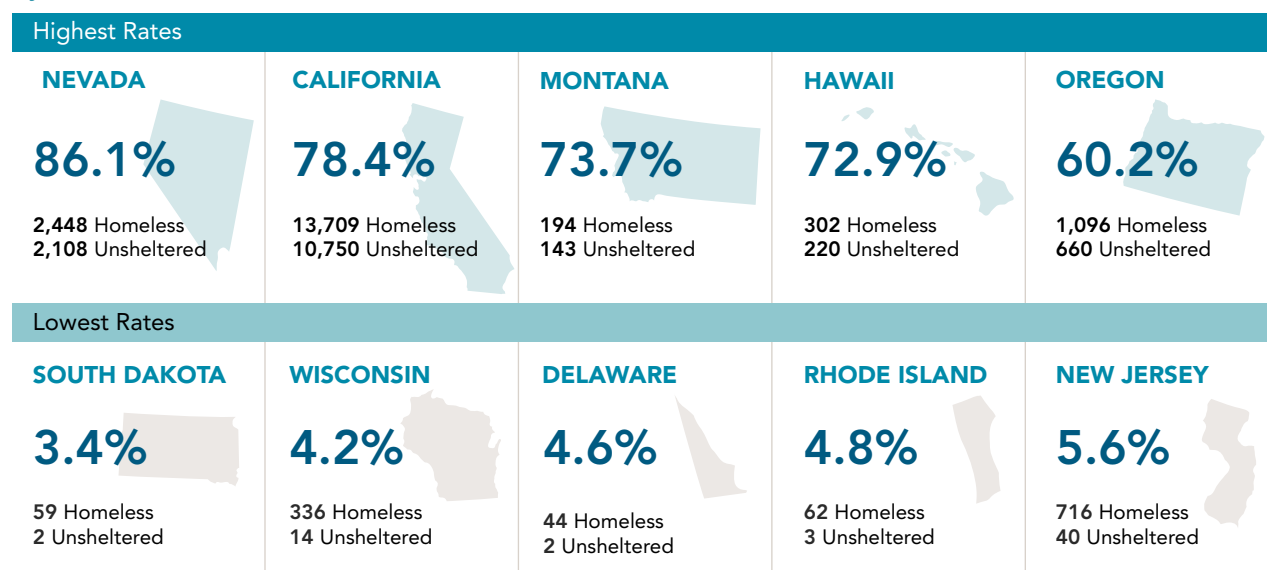 Highest Rates
NEVADA
86.1%
2,448 Homeless
2,108 Unsheltered
CALIFORNIA
78.4%
13,709 Homeless
10,750 Unsheltered
MONTANA
73.7%
194 Homeless
143 Unsheltered
HAWAII
72.9%
302 Homeless
220 Unsheltered
OREGON
60.2%
1,096 Homeless
660 Unsheltered
Lowest Rates
SOUTH DAKOTA
3.4%
59 Homeless
2 Unsheltered
WISCONSIN
4.2%
336 Homeless
14 Unsheltered
DELAWARE
4.6%
44 Homeless
2 Unsheltered
RHODE ISLAND
4.8%
62 Homeless
3 Unsheltered
NEW JERSEY
5.6%
716 Homeless
40 Unsheltered